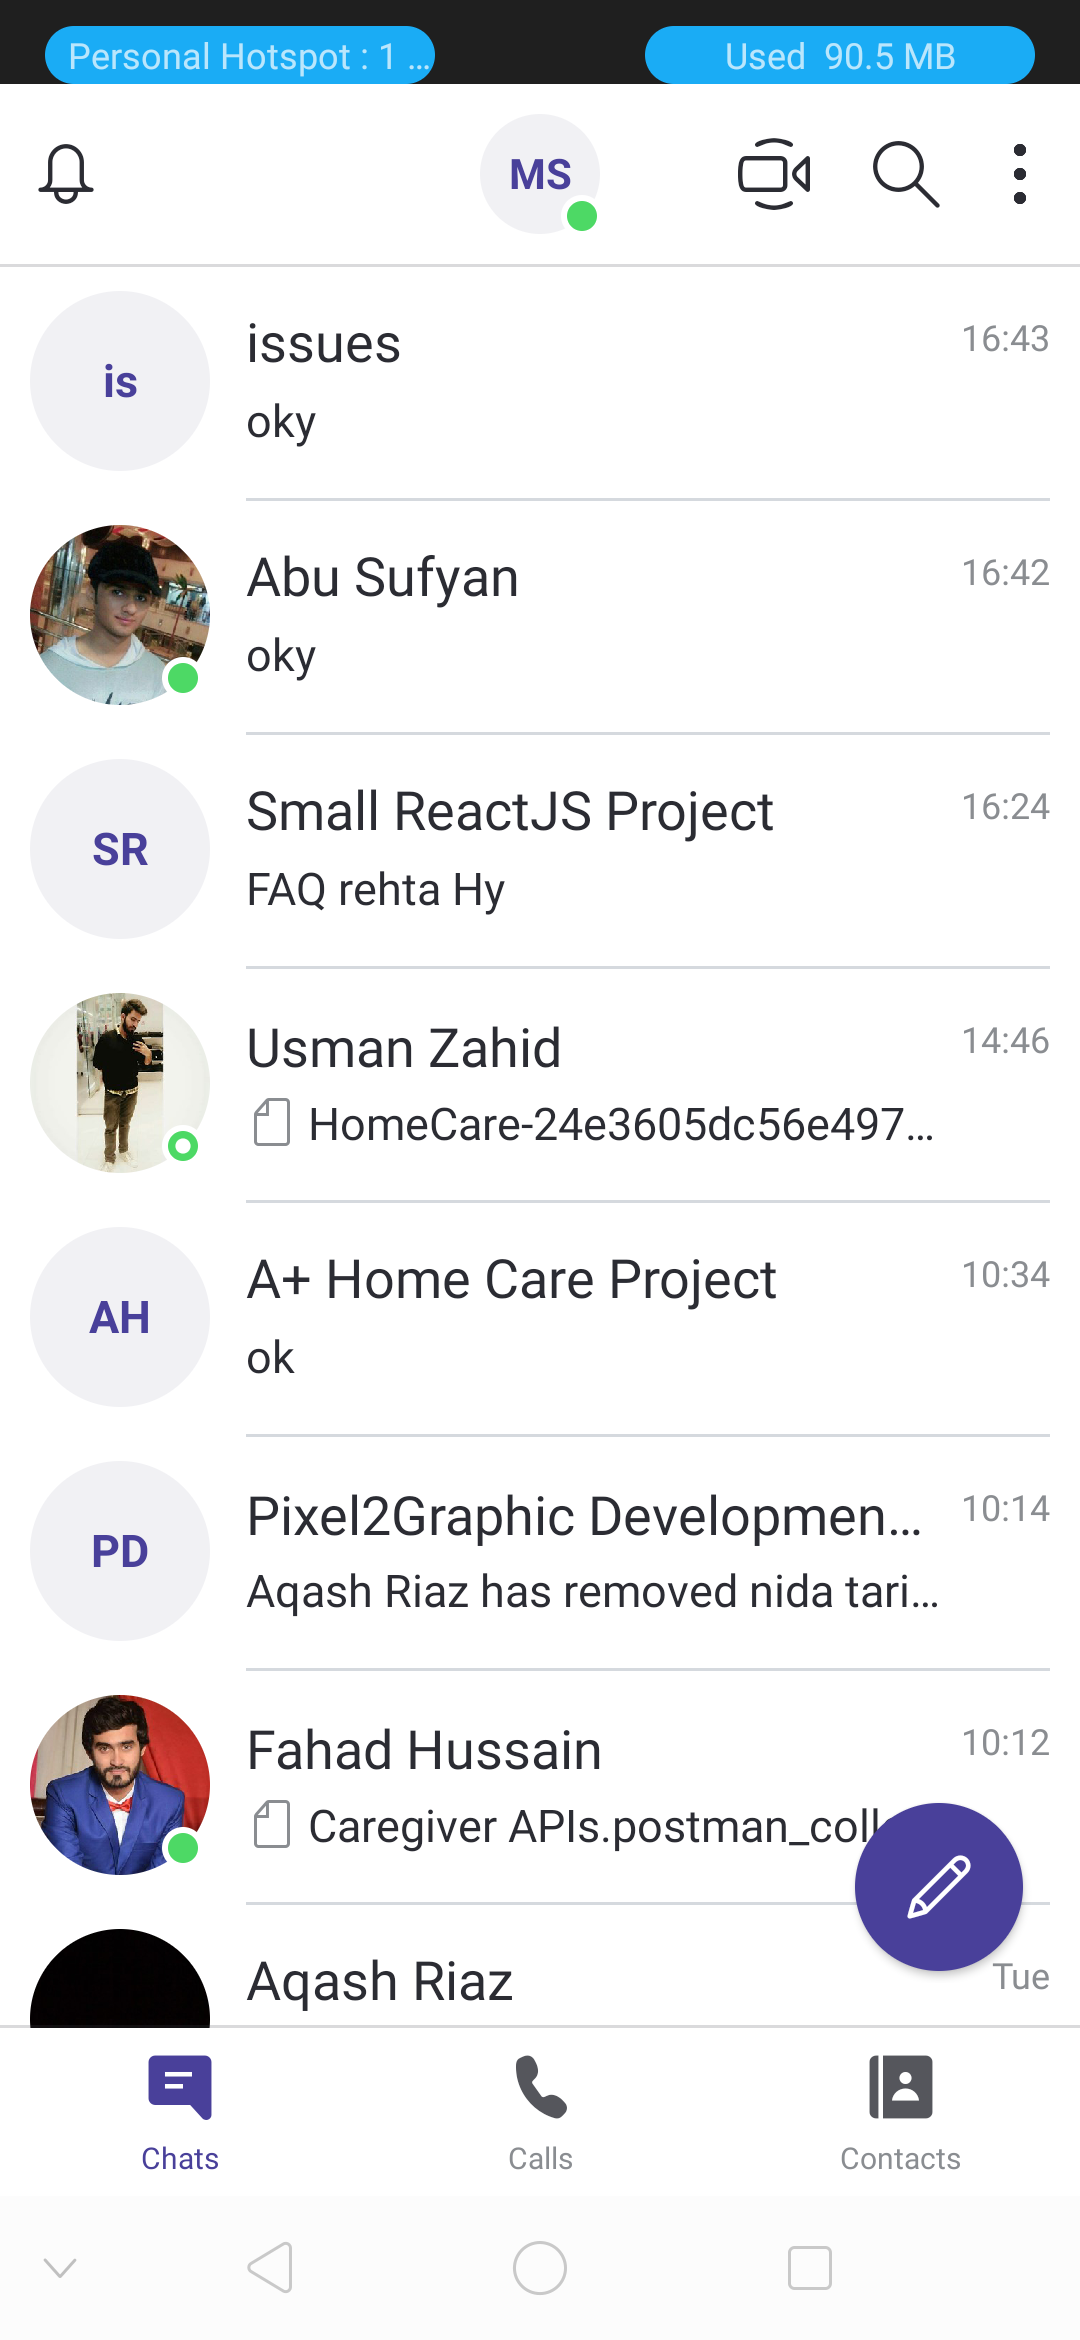 Personal Hotspot : 1 ...
Used 90.5 MB
MS
is
issues
16:43
oky
Abu Sufyan
16:42
oky
SR
Small ReactJS Project
16:24
FAQ rehta Hy
Usman Zahid
14:46
HomeCare-24e3605dc56e497...
AH
A+ Home Care Project
10:34
ok
PD
Pixel2Graphic Developmen...
10:14
Aqash Riaz has removed nida tari...
Fahad Hussain
10:12
Caregiver APIs.postman_coll
Aqash Riaz
Tue
Chats
Calls
Contacts